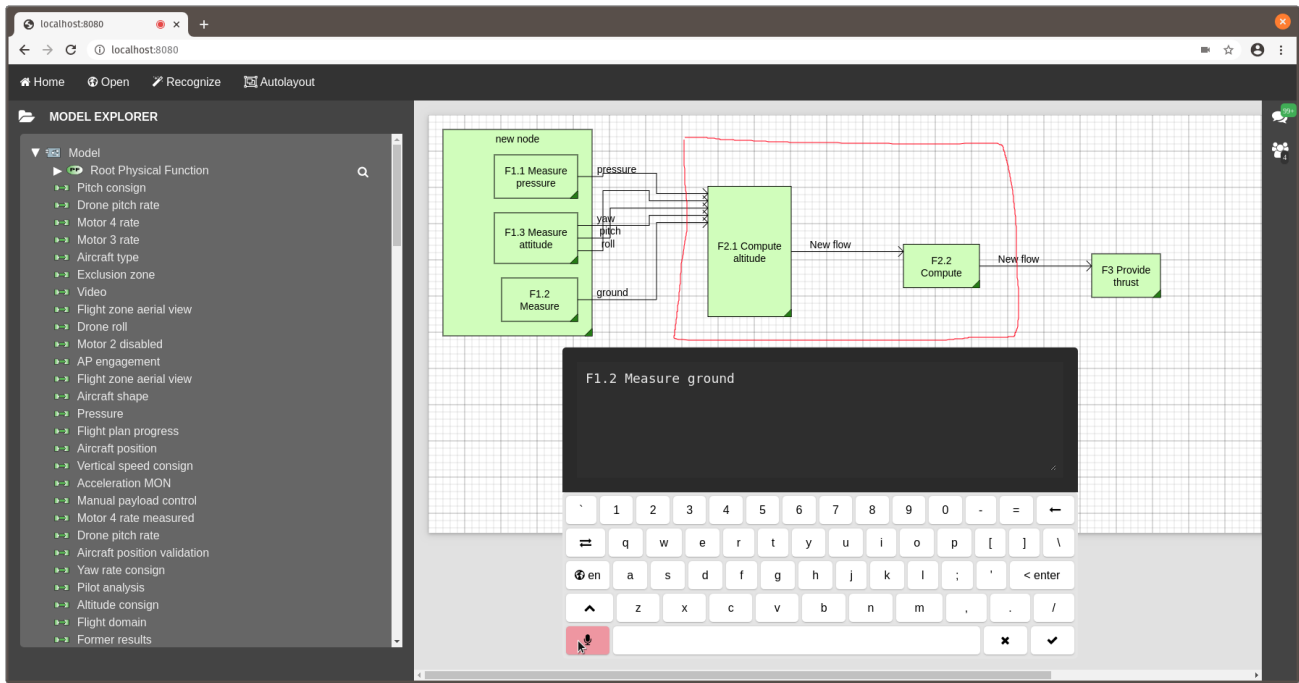 localhost:8080
localhost:8080
Home
Open
Recognize
Autolayout
MODEL EXPLORER
Model
Root Physical Function
Pitch consign
Drone pitch rate
Motor 4 rate
Motor 3 rate
Aircraft type
Exclusion zone
Video
Flight zone aerial view
Drone roll
Motor 2 disabled
AP engagement
Flight zone aerial view
Aircraft shape
Pressure
Flight plan progress
Aircraft position
Vertical speed consign
Acceleration MON
Manual payload control
Motor 4 rate measured
Drone pitch rate
Aircraft position validation
Yaw rate consign
Pilot analysis
Altitude consign
Flight domain
Former results
new node
F1.1 Measure
pressure
F1.3 Measure
attitude
F1.2
Measure
pressure
yaw
pitch
roll
ground
F2.1 Compute
altitude
New flow
F2.2
Compute
New flow
F3 Provide
thrust
99+
4
F1.2 Measure ground
` 1 2 3 4 5 6 7 8 9 0 - =
q w e r t y u i o p [ ] \
en a s d f g h j k l ; ' < enter
z x c v b n m , . /